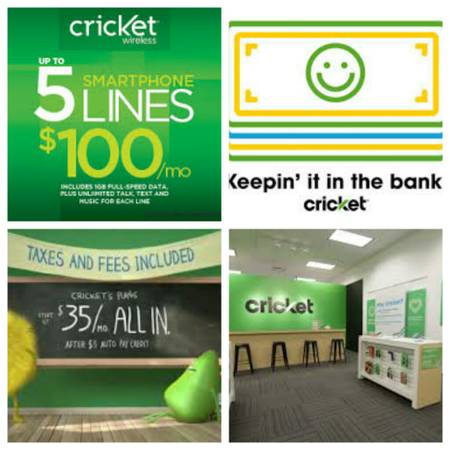 cricket
wireless
UP TO
5 SMARTPHONE
LINES
$100/mo
INCLUDES 1GB FULL-SPEED DATA,
PLUS UNLIMITED TALK, TEXT AND
MUSIC FOR EACH LINE
Keepin' it in the bank
cricket
TAXES AND FEES INCLUDED
CRICKET'S PLANS
START AT $35/MO. ALL IN.
AFTER $5 AUTO PAY CREDIT
cricket